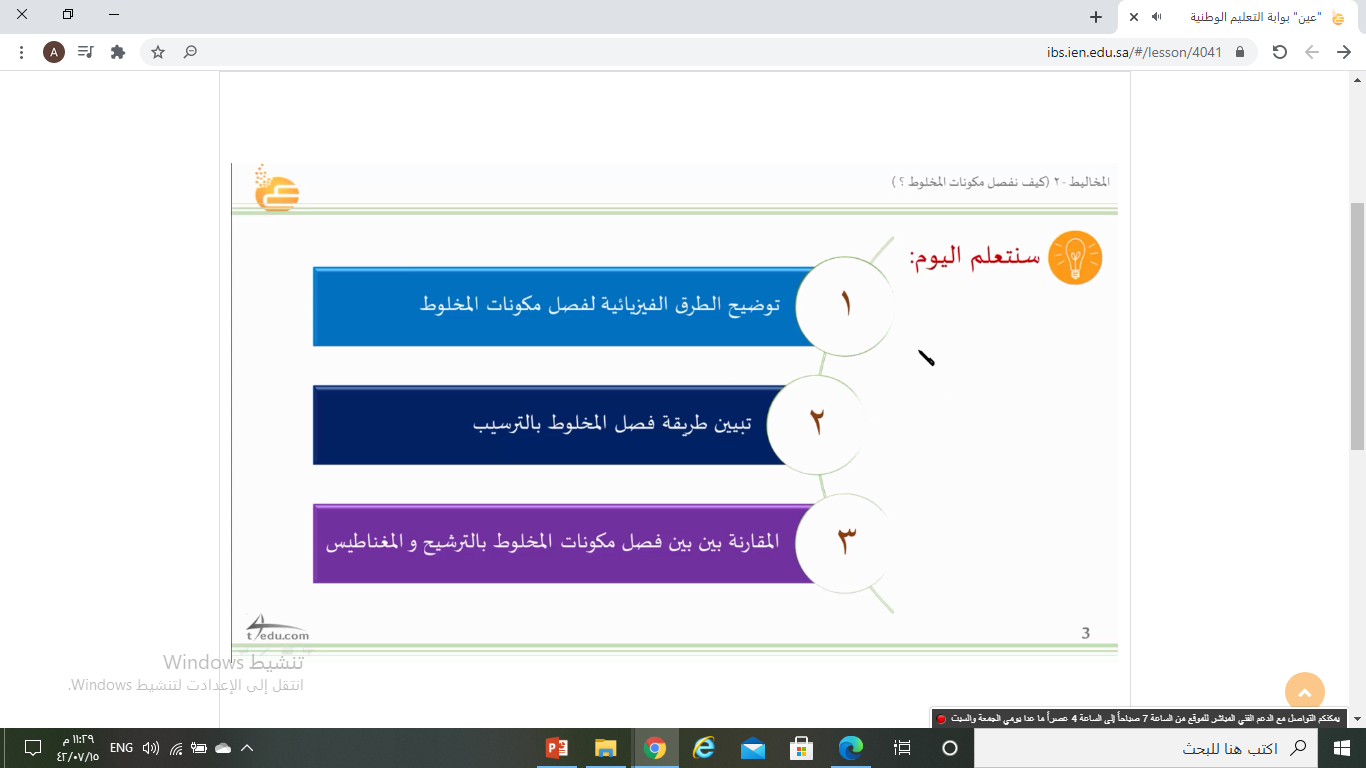 "عين" بوابة التعليم الوطنية
A
ibs.ien.edu.sa/#/lesson/4041
المخاليط -٢ (كيف نفصل مكونات المخلوط ؟ )
سنتعلم اليوم:
١
توضيح الطرق الفيزيائية لفصل مكونات المخلوط
٢
تبيين طريقة فصل المخلوط بالترسيب
٣
المقارنة بين بين فصل مكونات المخلوط بالترشيح و المغناطيس
t4edu.com
3
تنشيط Windows
انتقل إلى الإعدادت لتنشيط Windows.
يمكنكم التواصل مع الدعم الفني المباشر للموقع من الساعة 7 صباحاً إلى الساعة 4 عصراً ما عدا يومي الجمعة والسبت
اكتب هنا للبحث
ENG
١١:٢٩ م
٤٢/٠٧/١٥